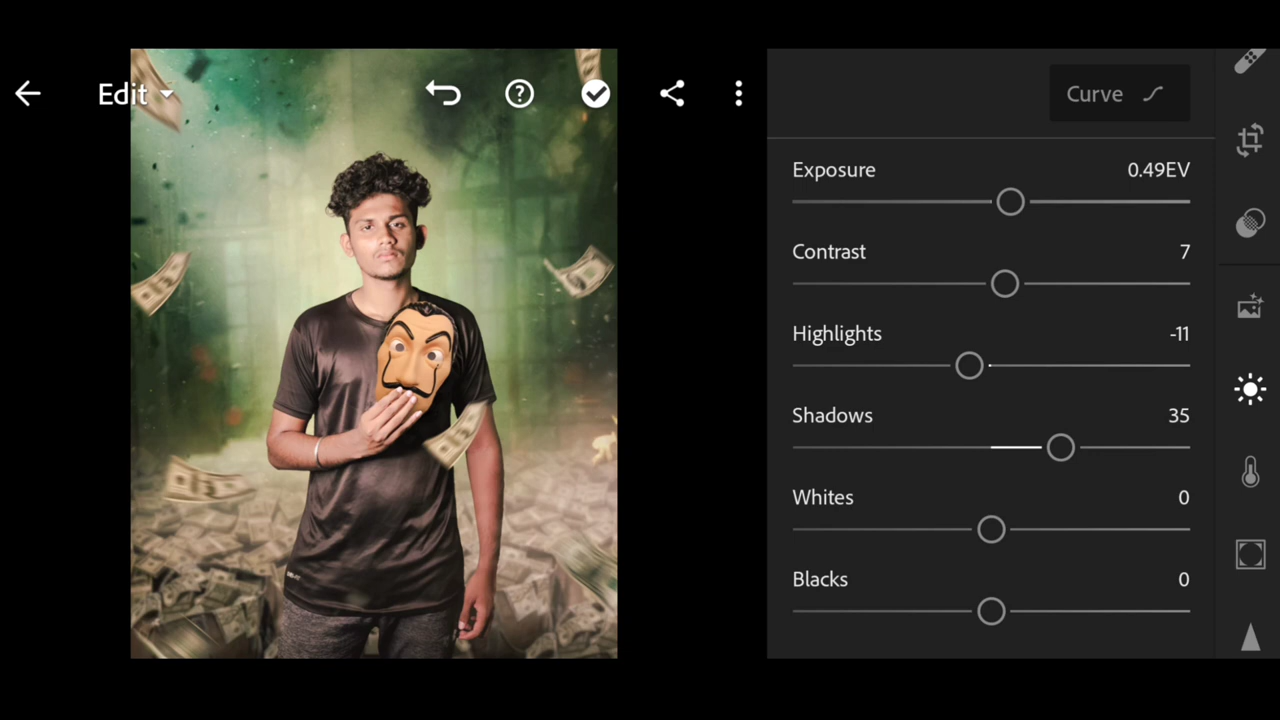 Edit
Curve
Exposure 0.49EV
Contrast 7
Highlights -11
Shadows 35
Whites 0
Blacks 0